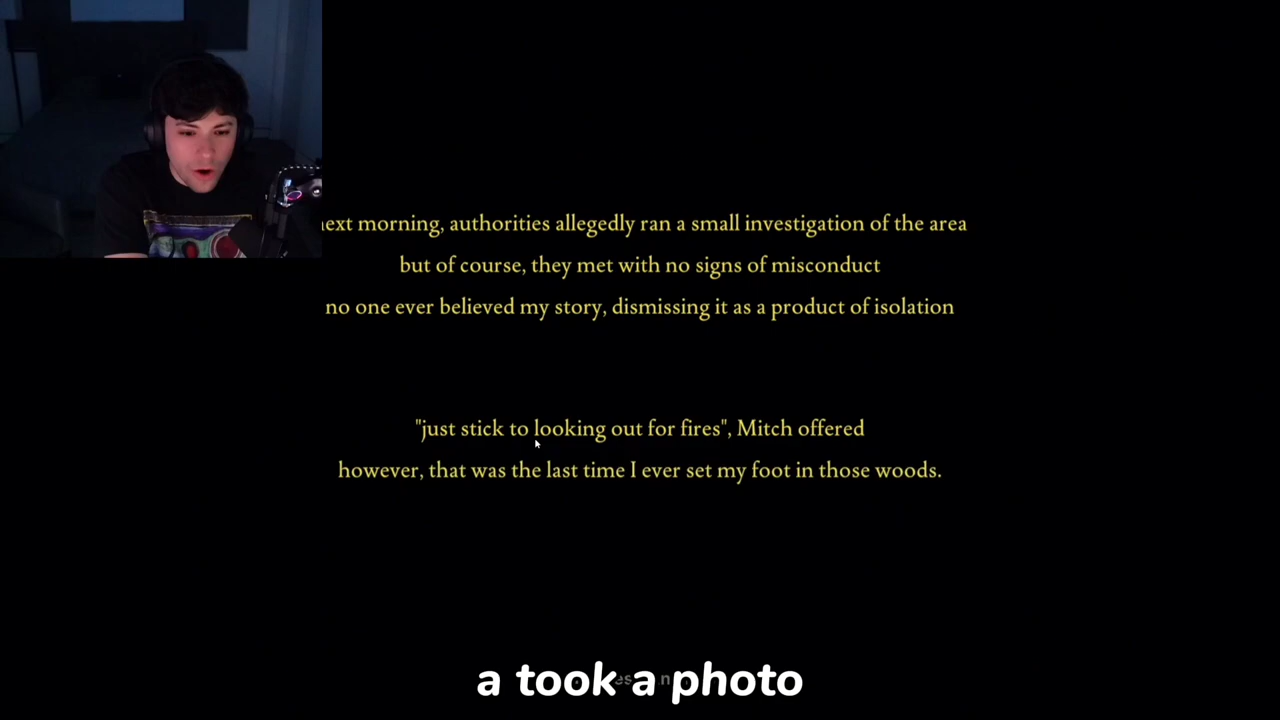 next morning, authorities allegedly ran a small investigation of the area
but of course, they met with no signs of misconduct
no one ever believed my story, dismissing it as a product of isolation
"just stick to looking out for fires", Mitch offered
however, that was the last time I ever set my foot in those woods.
a took a photo